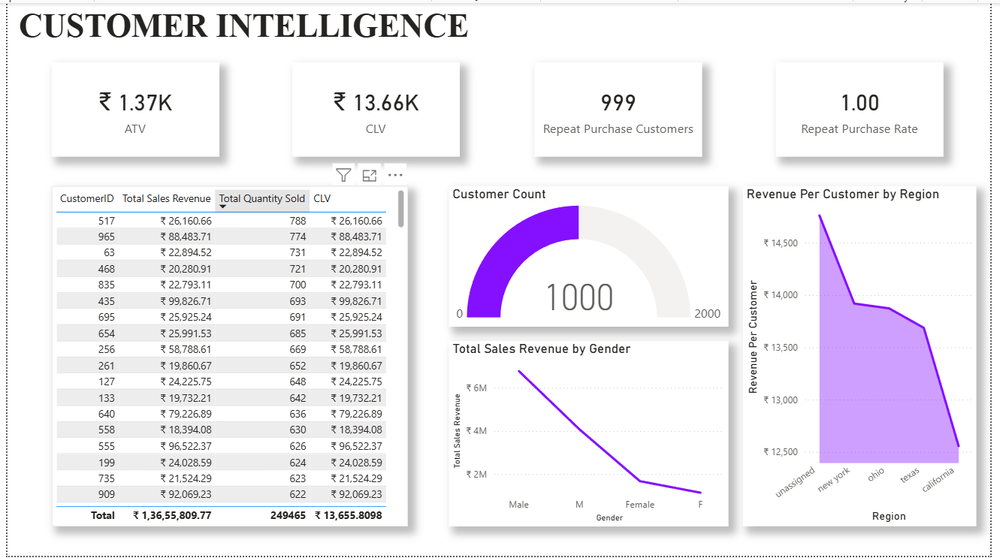 CUSTOMER INTELLIGENCE
₹ 1.37K
ATV
₹ 13.66K
CLV
999
Repeat Purchase Customers
1.00
Repeat Purchase Rate
CustomerID Total Sales Revenue Total Quantity Sold CLV
517 ₹ 26,160.66 788 ₹ 26,160.66
965 ₹ 88,483.71 774 ₹ 88,483.71
63 ₹ 22,894.52 731 ₹ 22,894.52
468 ₹ 20,280.91 721 ₹ 20,280.91
835 ₹ 22,793.11 700 ₹ 22,793.11
435 ₹ 99,826.71 693 ₹ 99,826.71
695 ₹ 25,925.24 691 ₹ 25,925.24
654 ₹ 25,991.53 685 ₹ 25,991.53
256 ₹ 58,788.61 669 ₹ 58,788.61
261 ₹ 19,860.67 652 ₹ 19,860.67
127 ₹ 24,225.75 648 ₹ 24,225.75
133 ₹ 19,732.21 642 ₹ 19,732.21
640 ₹ 79,226.89 636 ₹ 79,226.89
558 ₹ 18,394.08 630 ₹ 18,394.08
555 ₹ 96,522.37 626 ₹ 96,522.37
199 ₹ 24,028.59 624 ₹ 24,028.59
735 ₹ 21,524.29 623 ₹ 21,524.29
909 ₹ 92,069.23 622 ₹ 92,069.23
Total ₹ 1,36,55,809.77 249465 ₹ 13,655.8098
Customer Count
1000
0
2000
Total Sales Revenue by Gender
Total Sales Revenue
₹ 6M
₹ 4M
₹ 2M
Male M Female F
Gender
Revenue Per Customer by Region
Revenue Per Customer
₹ 14,500
₹ 14,000
₹ 13,500
₹ 13,000
₹ 12,500
unassigned
new york
ohio
texas
california
Region